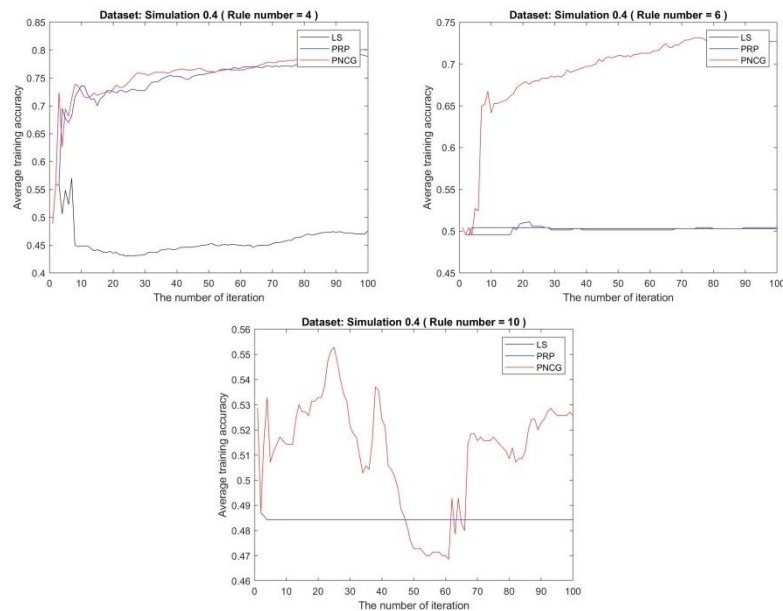 Dataset: Simulation 0.4 ( Rule number = 4 )
LS
PRP
PNCG
Average training accuracy
0.85
0.8
0.75
0.7
0.65
0.6
0.55
0.5
0.45
0.4
0 10 20 30 40 50 60 70 80 90 100
The number of iteration
Dataset: Simulation 0.4 ( Rule number = 6 )
LS
PRP
PNCG
Average training accuracy
0.75
0.7
0.65
0.6
0.55
0.5
0.45
0 10 20 30 40 50 60 70 80 90 100
The number of iteration
Dataset: Simulation 0.4 ( Rule number = 10 )
LS
PRP
PNCG
Average training accuracy
0.56
0.55
0.54
0.53
0.52
0.51
0.5
0.49
0.48
0.47
0.46
0 10 20 30 40 50 60 70 80 90 100
The number of iteration